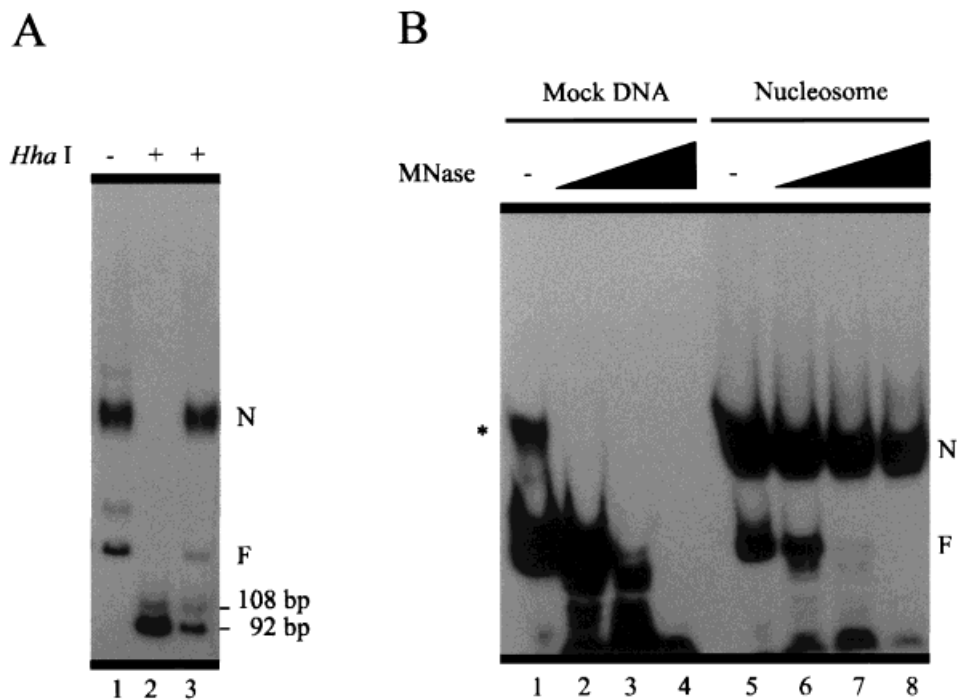 A
Hha I - + +
N
F
108 bp
92 bp
1 2 3
B
Mock DNA Nucleosome
MNase - -
*
N
F
1 2 3 4 5 6 7 8